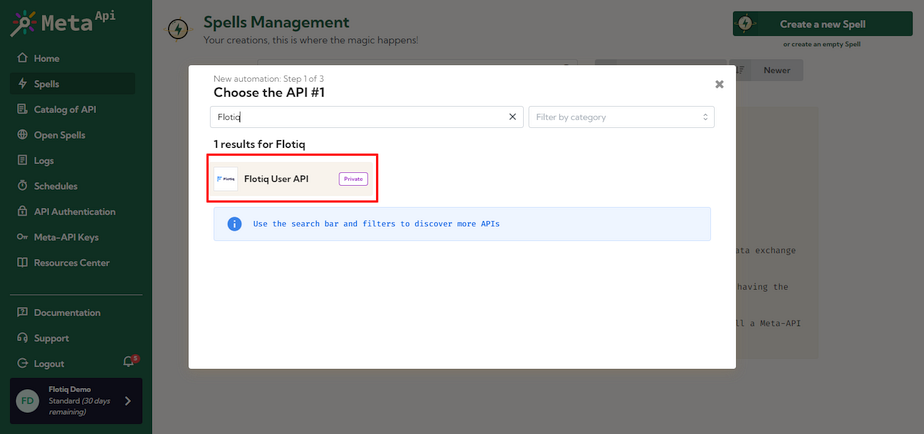 Meta Api
Home
Spells
Catalog of API
Open Spells
Logs
Schedules
API Authentication
Meta-API Keys
Resources Center
Documentation
Support
Logout
5
FD
Flotiq Demo
Standard (30 days
remaining)
Spells Management
Your creations, this is where the magic happens!
Create a new Spell
or create an empty Spell
Newer
New automation: Step 1 of 3
Choose the API #1
Flotiq
Filter by category
1 results for Flotiq
Flotiq
Flotiq User API
Private
Use the search bar and filters to discover more APIs
ata exchange
having the
ll a Meta-API